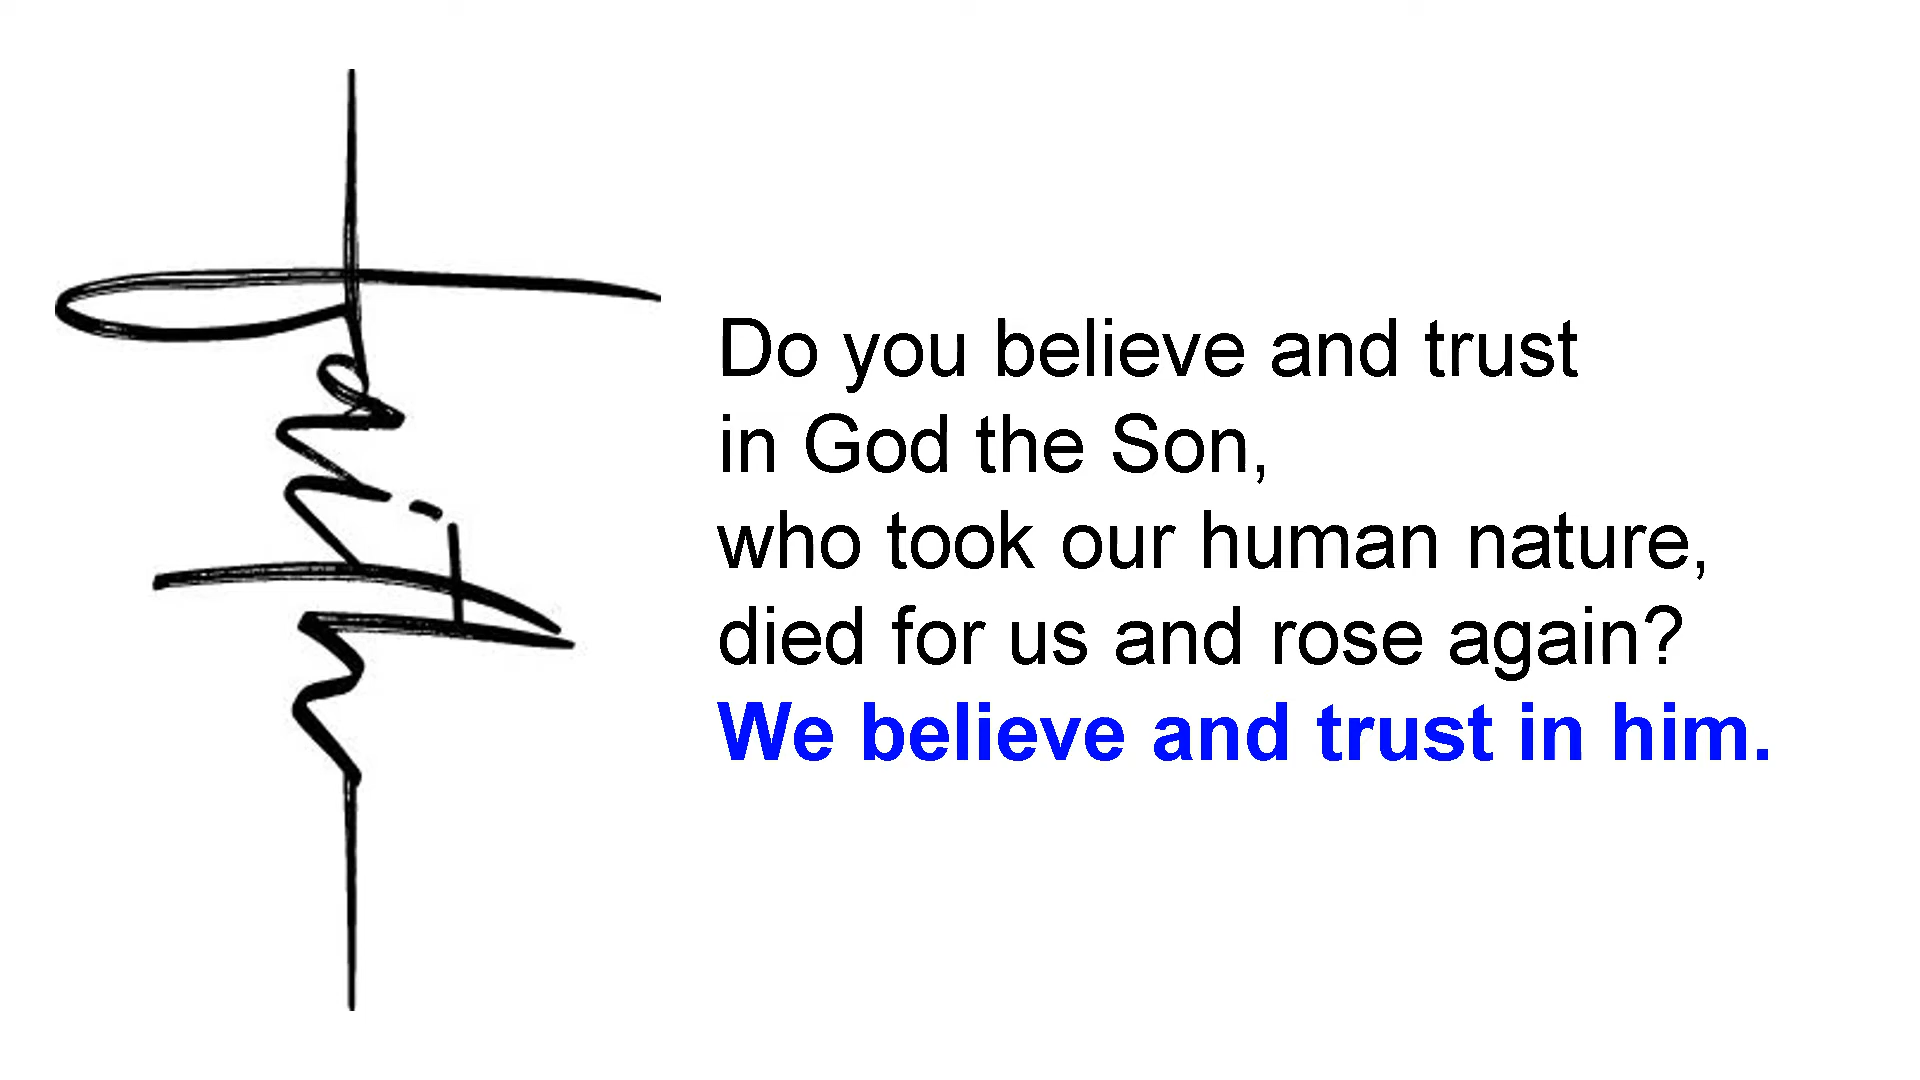 Do you believe and trust
in God the Son,
who took our human nature,
died for us and rose again?
We believe and trust in him.